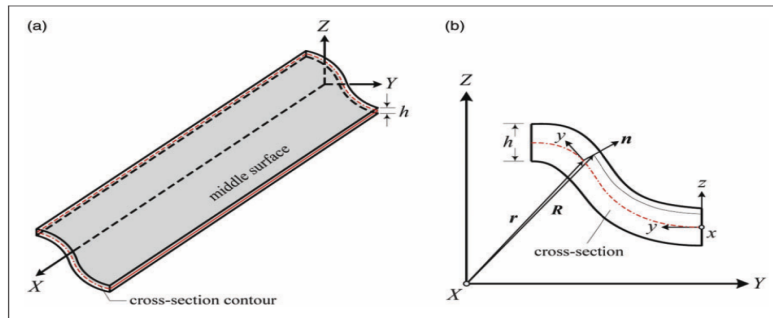 (a)
Z
Y
h
middle surface
X
cross-section contour
(b)
Z
h
y
n
r
R
z
y
x
cross-section
X
Y